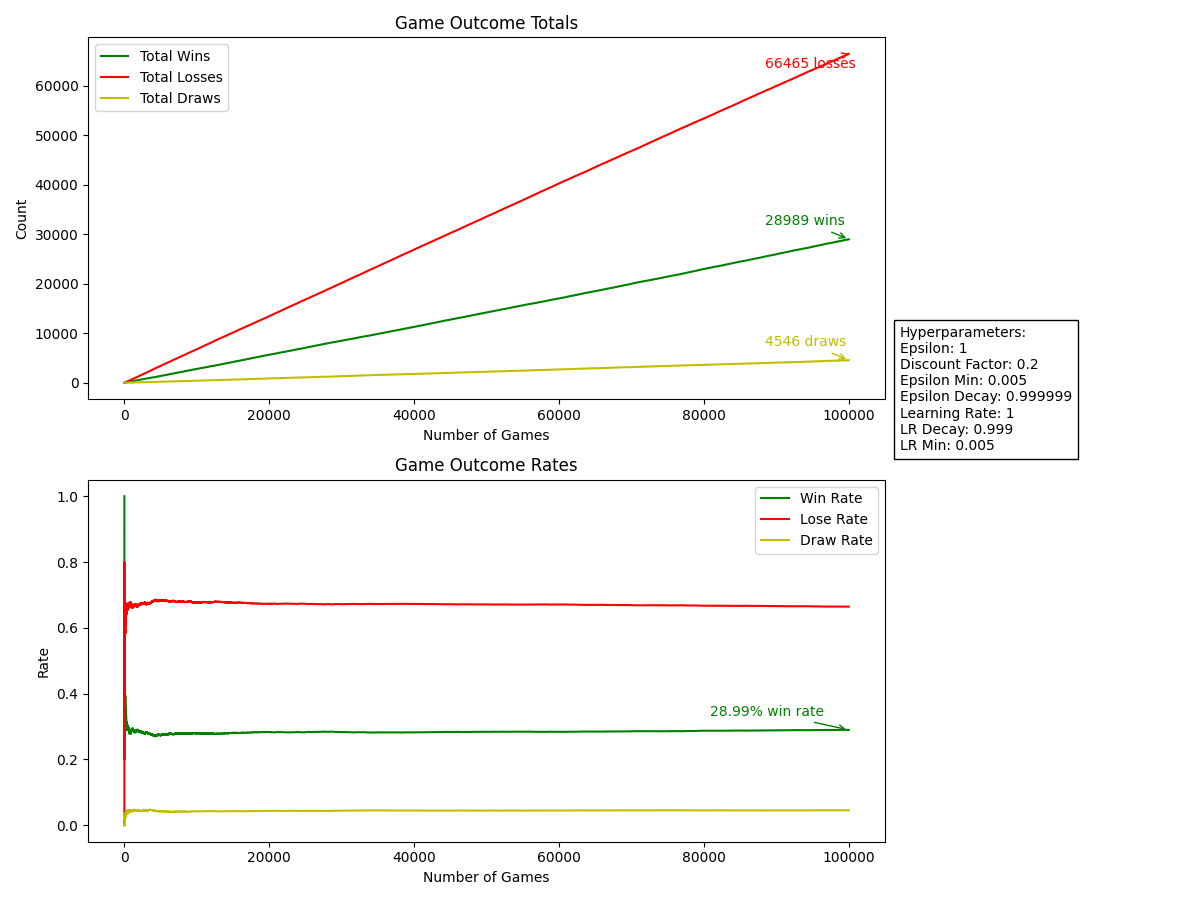 Game Outcome Totals
Total Wins
Total Losses
Total Draws
66465 losses
28989 wins
4546 draws
Count
60000
50000
40000
30000
20000
10000
0
0 20000 40000 60000 80000 100000
Number of Games
Hyperparameters:
Epsilon: 1
Discount Factor: 0.2
Epsilon Min: 0.005
Epsilon Decay: 0.999999
Learning Rate: 1
LR Decay: 0.999
LR Min: 0.005
Game Outcome Rates
Win Rate
Lose Rate
Draw Rate
28.99% win rate
Rate
1.0
0.8
0.6
0.4
0.2
0.0
0 20000 40000 60000 80000 100000
Number of Games